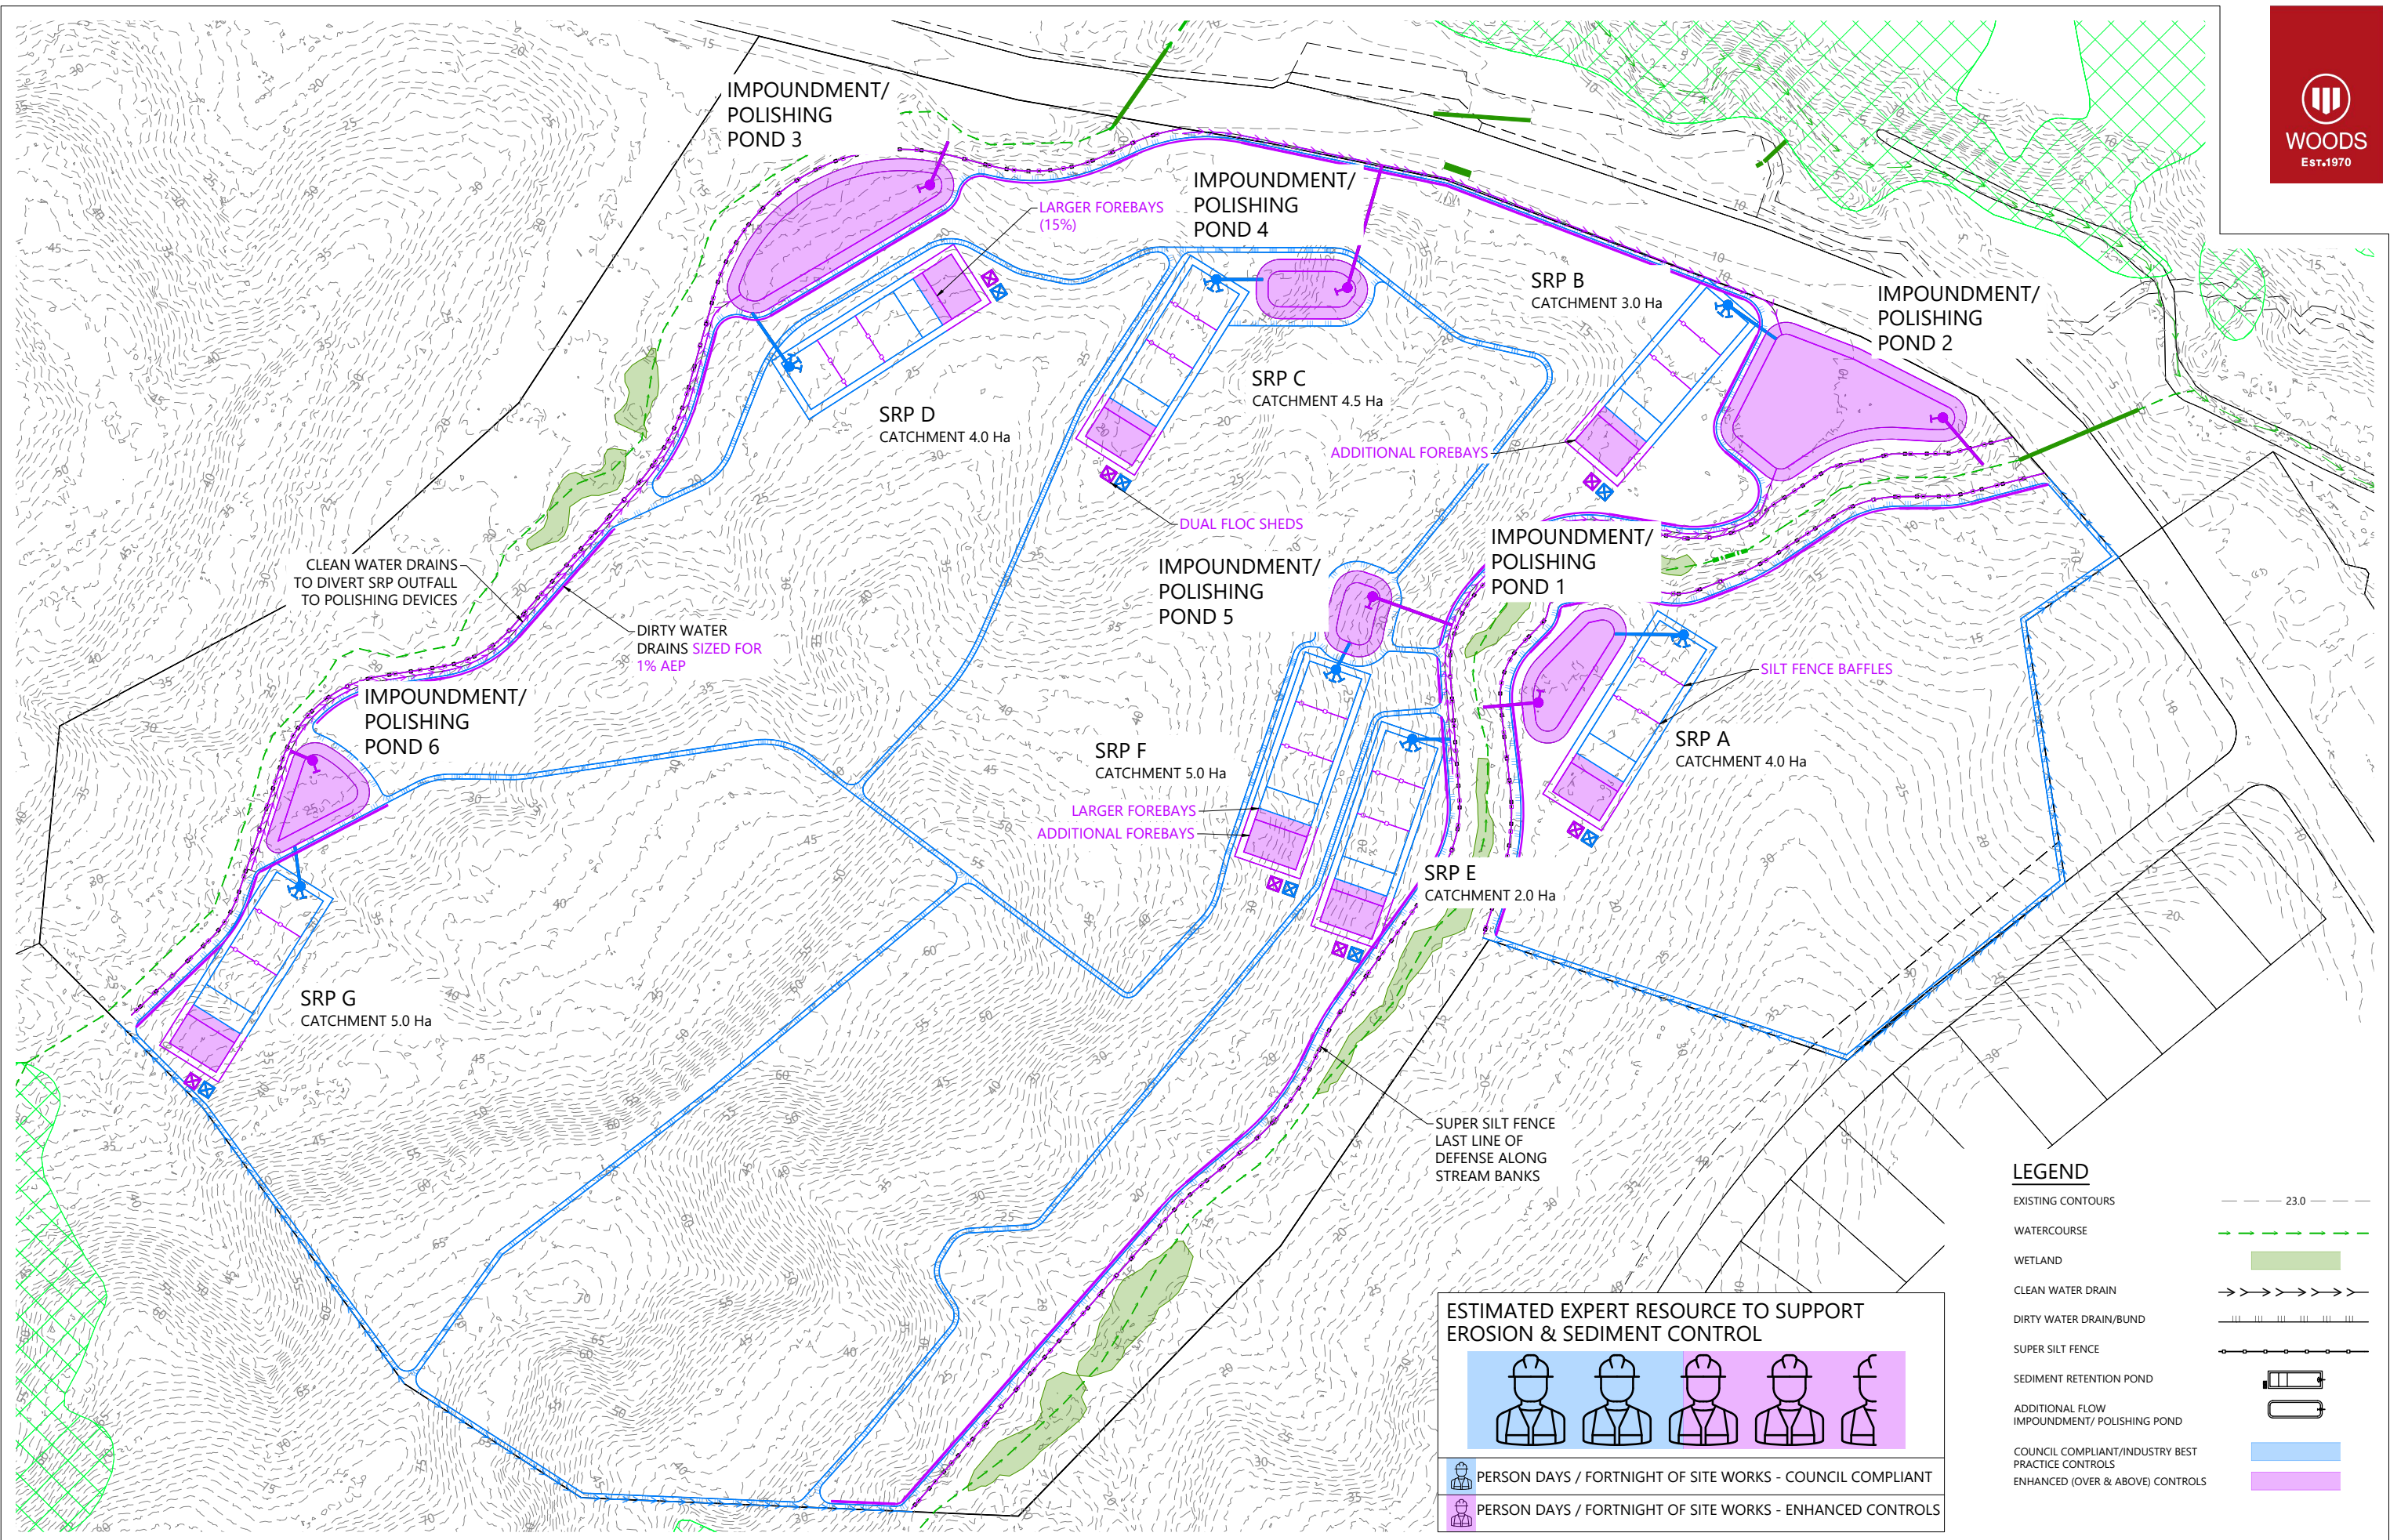 WOODS
EST.1970
IMPOUNDMENT/
POLISHING
POND 3
LARGER FOREBAYS
(15%)
IMPOUNDMENT/
POLISHING
POND 4
SRP B
CATCHMENT 3.0 Ha
IMPOUNDMENT/
POLISHING
POND 2
SRP C
CATCHMENT 4.5 Ha
SRP D
CATCHMENT 4.0 Ha
ADDITIONAL FOREBAYS
DUAL FLOC SHEDS
IMPOUNDMENT/
POLISHING
POND 1
IMPOUNDMENT/
POLISHING
POND 5
CLEAN WATER DRAINS
TO DIVERT SRP OUTFALL
TO POLISHING DEVICES
DIRTY WATER
DRAINS SIZED FOR
1% AEP
SILT FENCE BAFFLES
IMPOUNDMENT/
POLISHING
POND 6
SRP A
CATCHMENT 4.0 Ha
SRP F
CATCHMENT 5.0 Ha
LARGER FOREBAYS
ADDITIONAL FOREBAYS
SRP E
CATCHMENT 2.0 Ha
SRP G
CATCHMENT 5.0 Ha
SUPER SILT FENCE
LAST LINE OF
DEFENSE ALONG
STREAM BANKS
LEGEND
EXISTING CONTOURS 23.0
WATERCOURSE
WETLAND
CLEAN WATER DRAIN
DIRTY WATER DRAIN/BUND
SUPER SILT FENCE
SEDIMENT RETENTION POND
ADDITIONAL FLOW
IMPOUNDMENT/ POLISHING POND
COUNCIL COMPLIANT/INDUSTRY BEST
PRACTICE CONTROLS
ENHANCED (OVER & ABOVE) CONTROLS
ESTIMATED EXPERT RESOURCE TO SUPPORT
EROSION & SEDIMENT CONTROL
PERSON DAYS / FORTNIGHT OF SITE WORKS - COUNCIL COMPLIANT
PERSON DAYS / FORTNIGHT OF SITE WORKS - ENHANCED CONTROLS